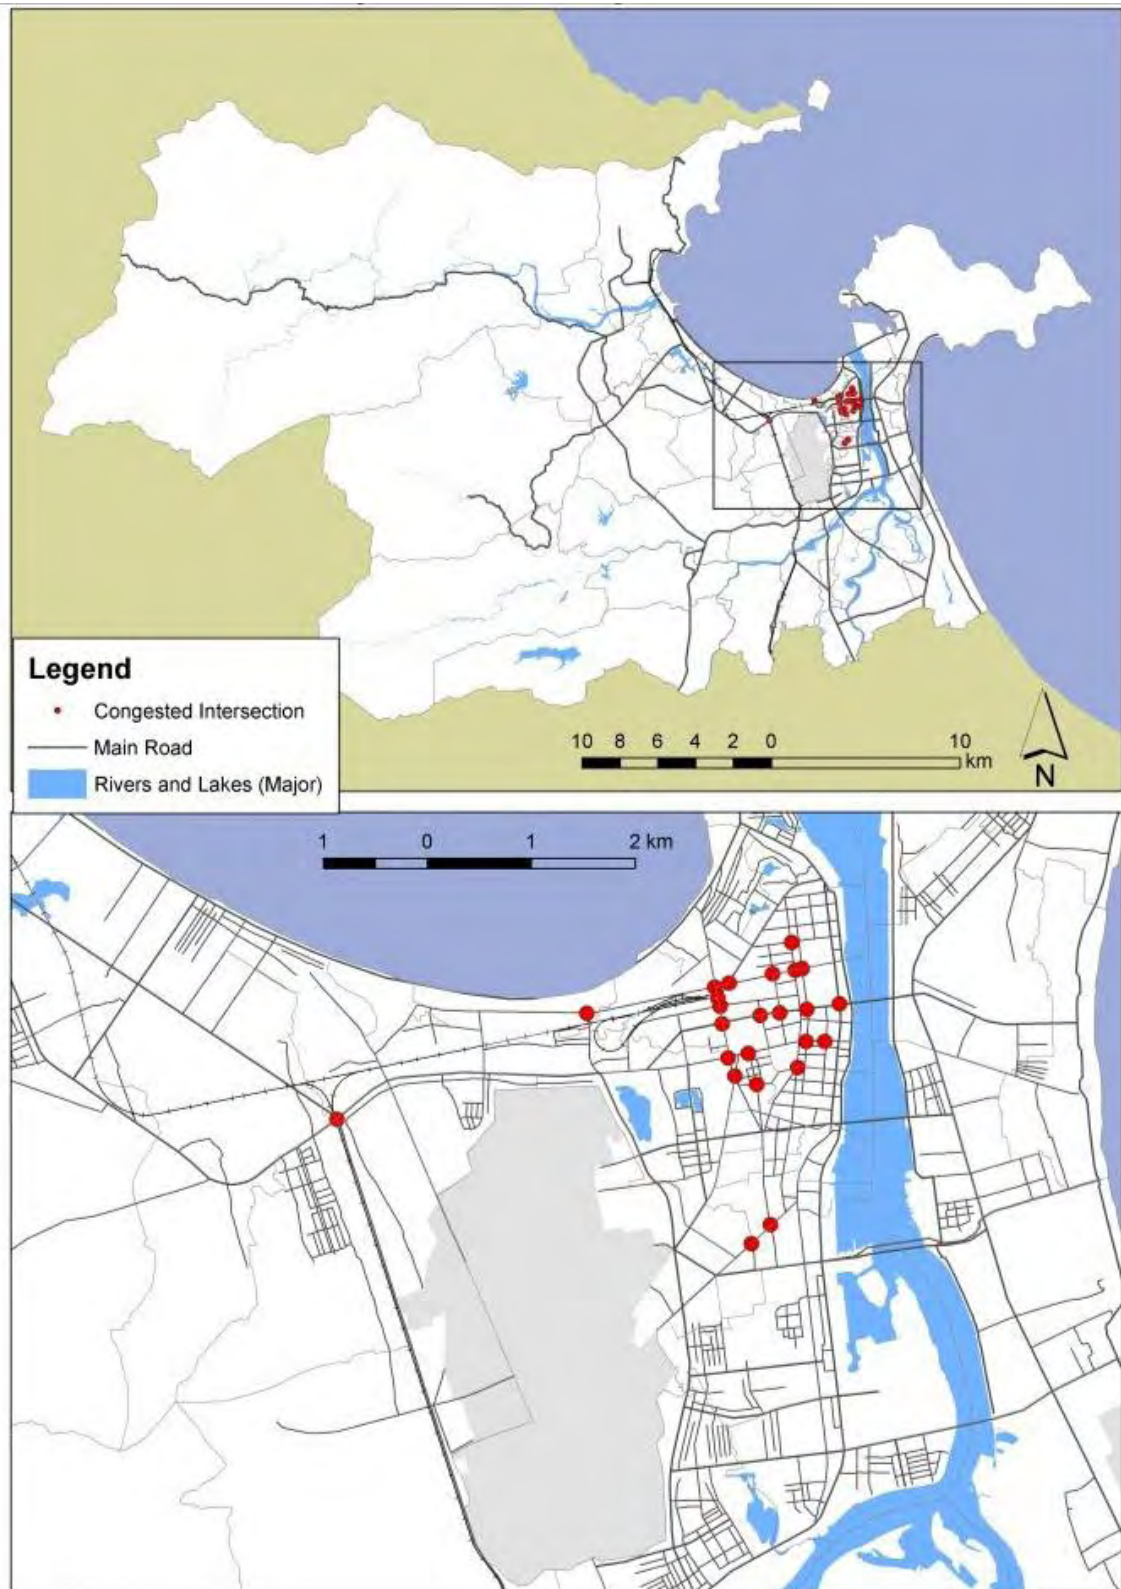 Legend
Congested Intersection
Main Road
Rivers and Lakes (Major)
10 8 6 4 2 0 10
km
N
1 0 1 2 km